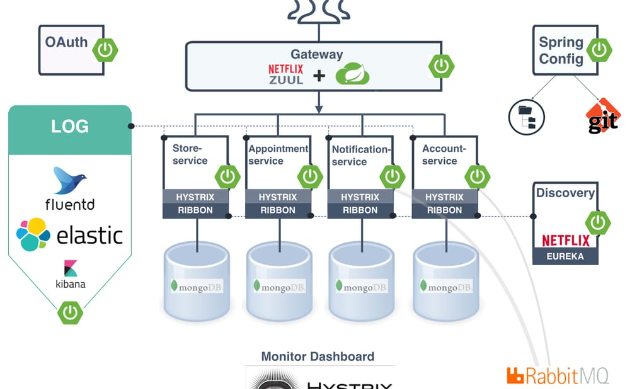 OAuth
Gateway
NETFLIX
ZUUL
+
Spring
Config
git
LOG
fluentd
elastic
kibana
Store-
service
HYSTRIX
RIBBON
Appointment-
service
HYSTRIX
RIBBON
Notification-
service
HYSTRIX
RIBBON
Account-
service
HYSTRIX
RIBBON
Discovery
NETFLIX
EUREKA
mongoDB
mongoDB
mongoDB
mongoDB
Monitor Dashboard
HYSTRIX
RabbitMQ